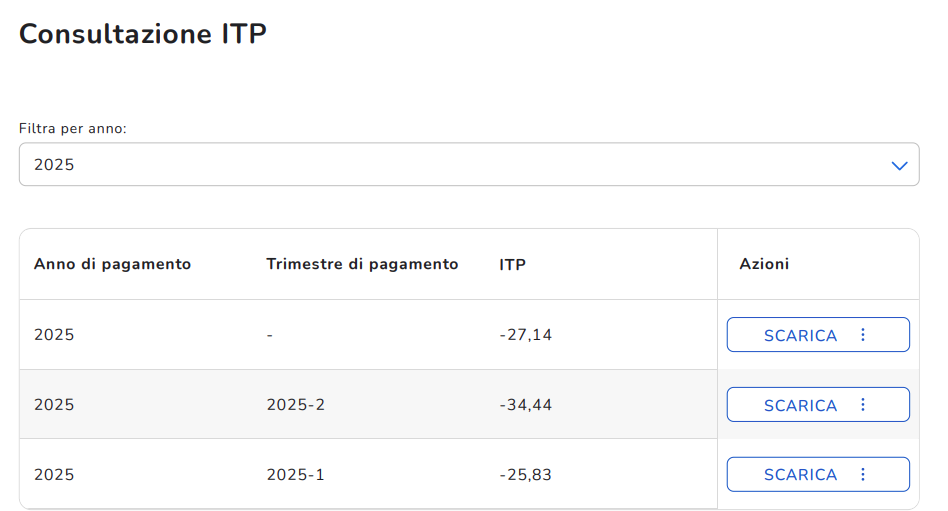 Consultazione ITP
Filtra per anno:
2025
Anno di pagamento Trimestre di pagamento ITP Azioni
2025 - -27,14 SCARICA
2025 2025-2 -34,44 SCARICA
2025 2025-1 -25,83 SCARICA